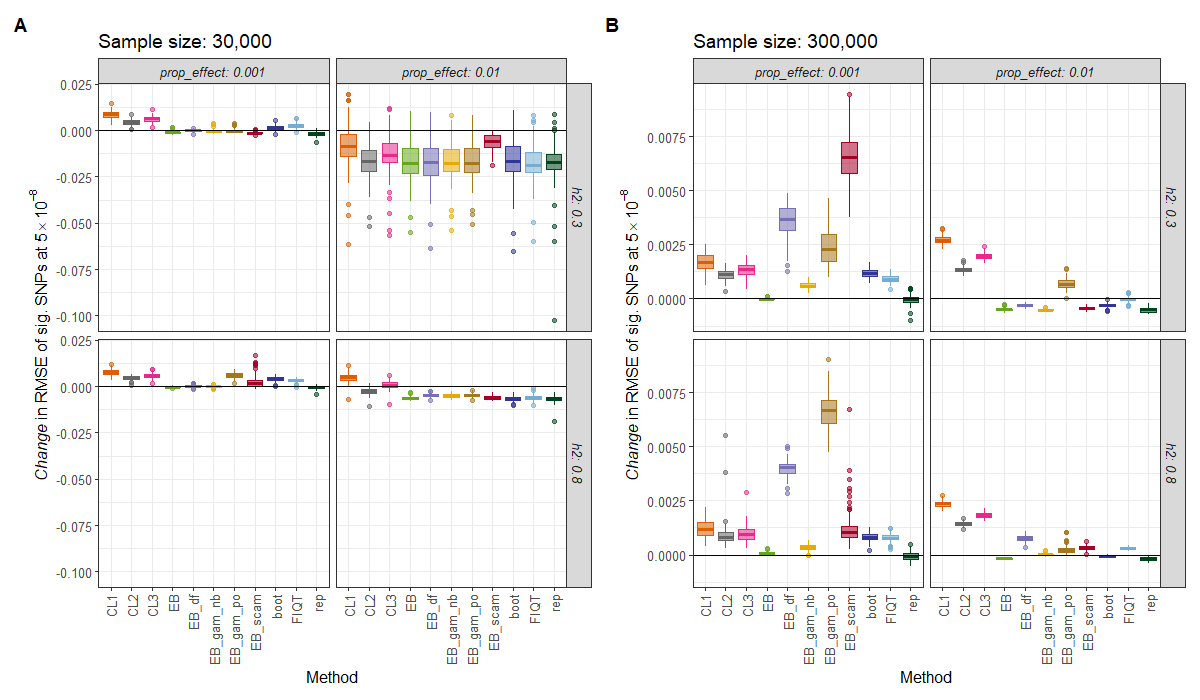 A
Sample size: 30,000
prop_effect: 0.001
prop_effect: 0.01
Change in RMSE of sig. SNPs at 5 × 10⁻⁸
0.025
0.000
-0.025
-0.050
-0.075
-0.100
h2: 0.3
0.025
0.000
-0.025
-0.050
-0.075
-0.100
h2: 0.8
CL1
CL2
CL3
EB
EB_df
EB_gam_nb
EB_gam_po
EB_scam
boot
FIQT
rep
CL1
CL2
CL3
EB
EB_df
EB_gam_nb
EB_gam_po
EB_scam
boot
FIQT
rep
Method
B
Sample size: 300,000
prop_effect: 0.001
prop_effect: 0.01
Change in RMSE of sig. SNPs at 5 × 10⁻⁸
0.0075
0.0050
0.0025
0.0000
h2: 0.3
0.0075
0.0050
0.0025
0.0000
h2: 0.8
CL1
CL2
CL3
EB
EB_df
EB_gam_nb
EB_gam_po
EB_scam
boot
FIQT
rep
CL1
CL2
CL3
EB
EB_df
EB_gam_nb
EB_gam_po
EB_scam
boot
FIQT
rep
Method